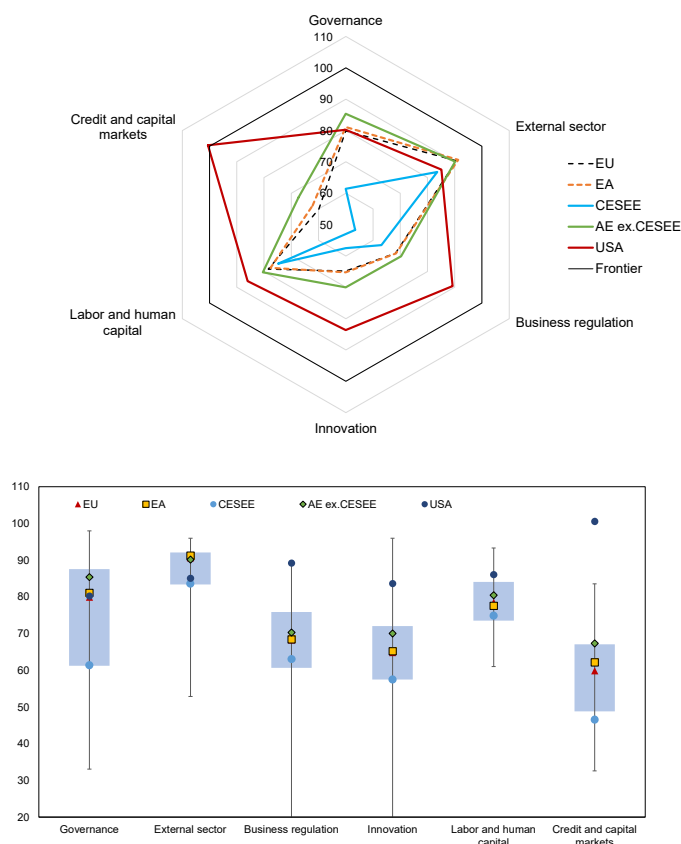 Governance
110
100
90
80
70
60
50
Credit and capital
markets
External sector
EU
EA
CESEE
AE ex.CESEE
USA
Frontier
Labor and human
capital
Business regulation
Innovation
110
100
90
80
70
60
50
40
30
20
EU EA CESEE AE ex.CESEE USA
Governance External sector Business regulation Innovation Labor and human Credit and capital
capital markets